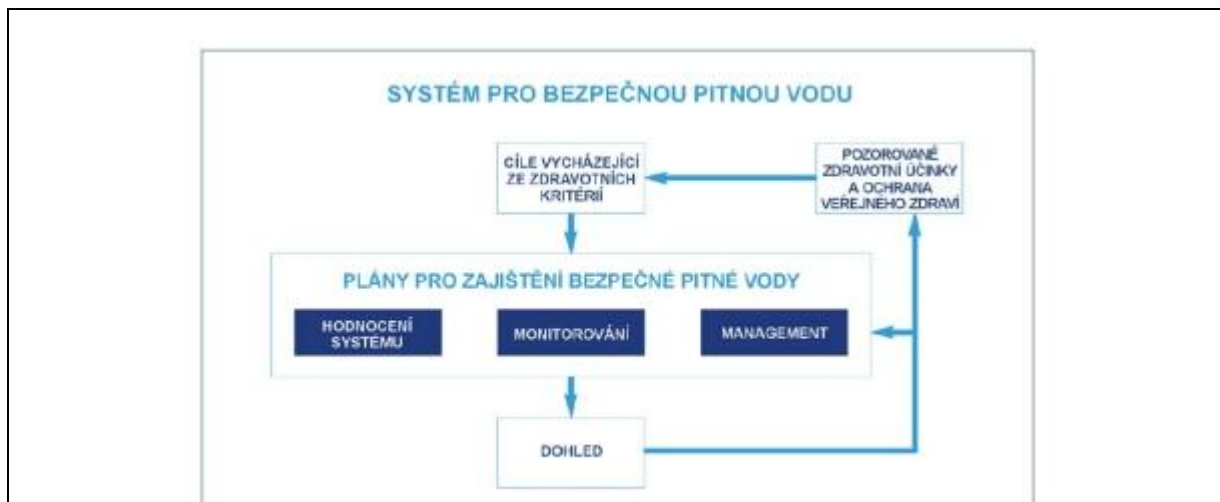 SYSTÉM PRO BEZPEČNOU PITNOU VODU
CÍLE VYCHÁZEJÍCÍ
ZE ZDRAVOTNÍCH
KRITÉRIÍ
POZOROVANÉ
ZDRAVOTNÍ ÚČINKY
A OCHRANA
VEŘEJNÉHO ZDRAVÍ
PLÁNY PRO ZAJIŠTĚNÍ BEZPEČNÉ PITNÉ VODY
HODNOCENÍ
SYSTÉMU
MONITOROVÁNÍ
MANAGEMENT
DOHLED